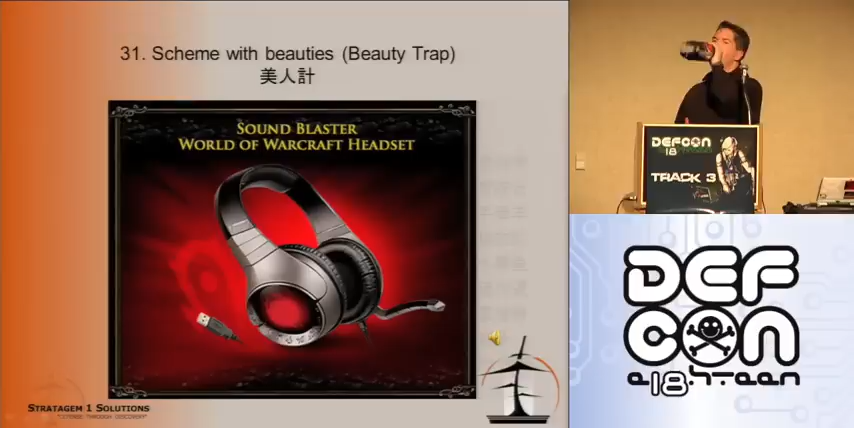 31. Scheme with beauties (Beauty Trap)
美人計
SOUND BLASTER
WORLD OF WARCRAFT HEADSET
STRATAGEM 1 SOLUTIONS
DEFCON
18
TRACK 3
DEF
CON
e18hteen